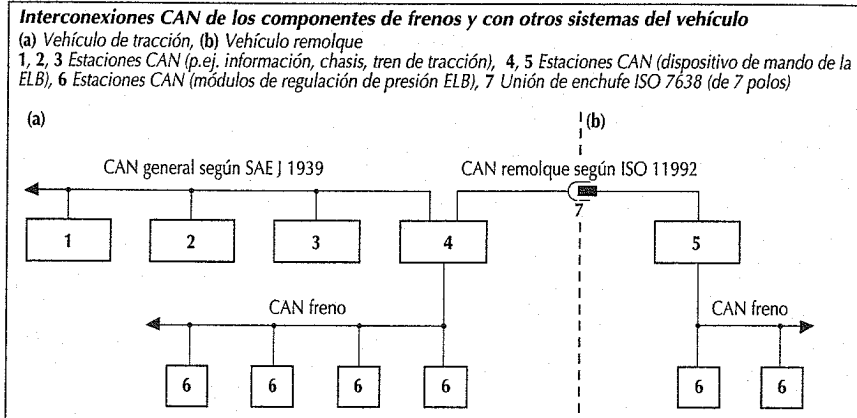 Interconexiones CAN de los componentes de frenos y con otros sistemas del vehículo
(a) Vehículo de tracción, (b) Vehículo remolque
1, 2, 3 Estaciones CAN (p.ej. información, chasis, tren de tracción), 4, 5 Estaciones CAN (dispositivo de mando de la
ELB), 6 Estaciones CAN (módulos de regulación de presión ELB), 7 Unión de enchufe ISO 7638 (de 7 polos)
(a) (b)
CAN general según SAE J 1939 CAN remolque según ISO 11992
7
1 2 3 4 5
CAN freno CAN freno
6 6 6 6 6 6